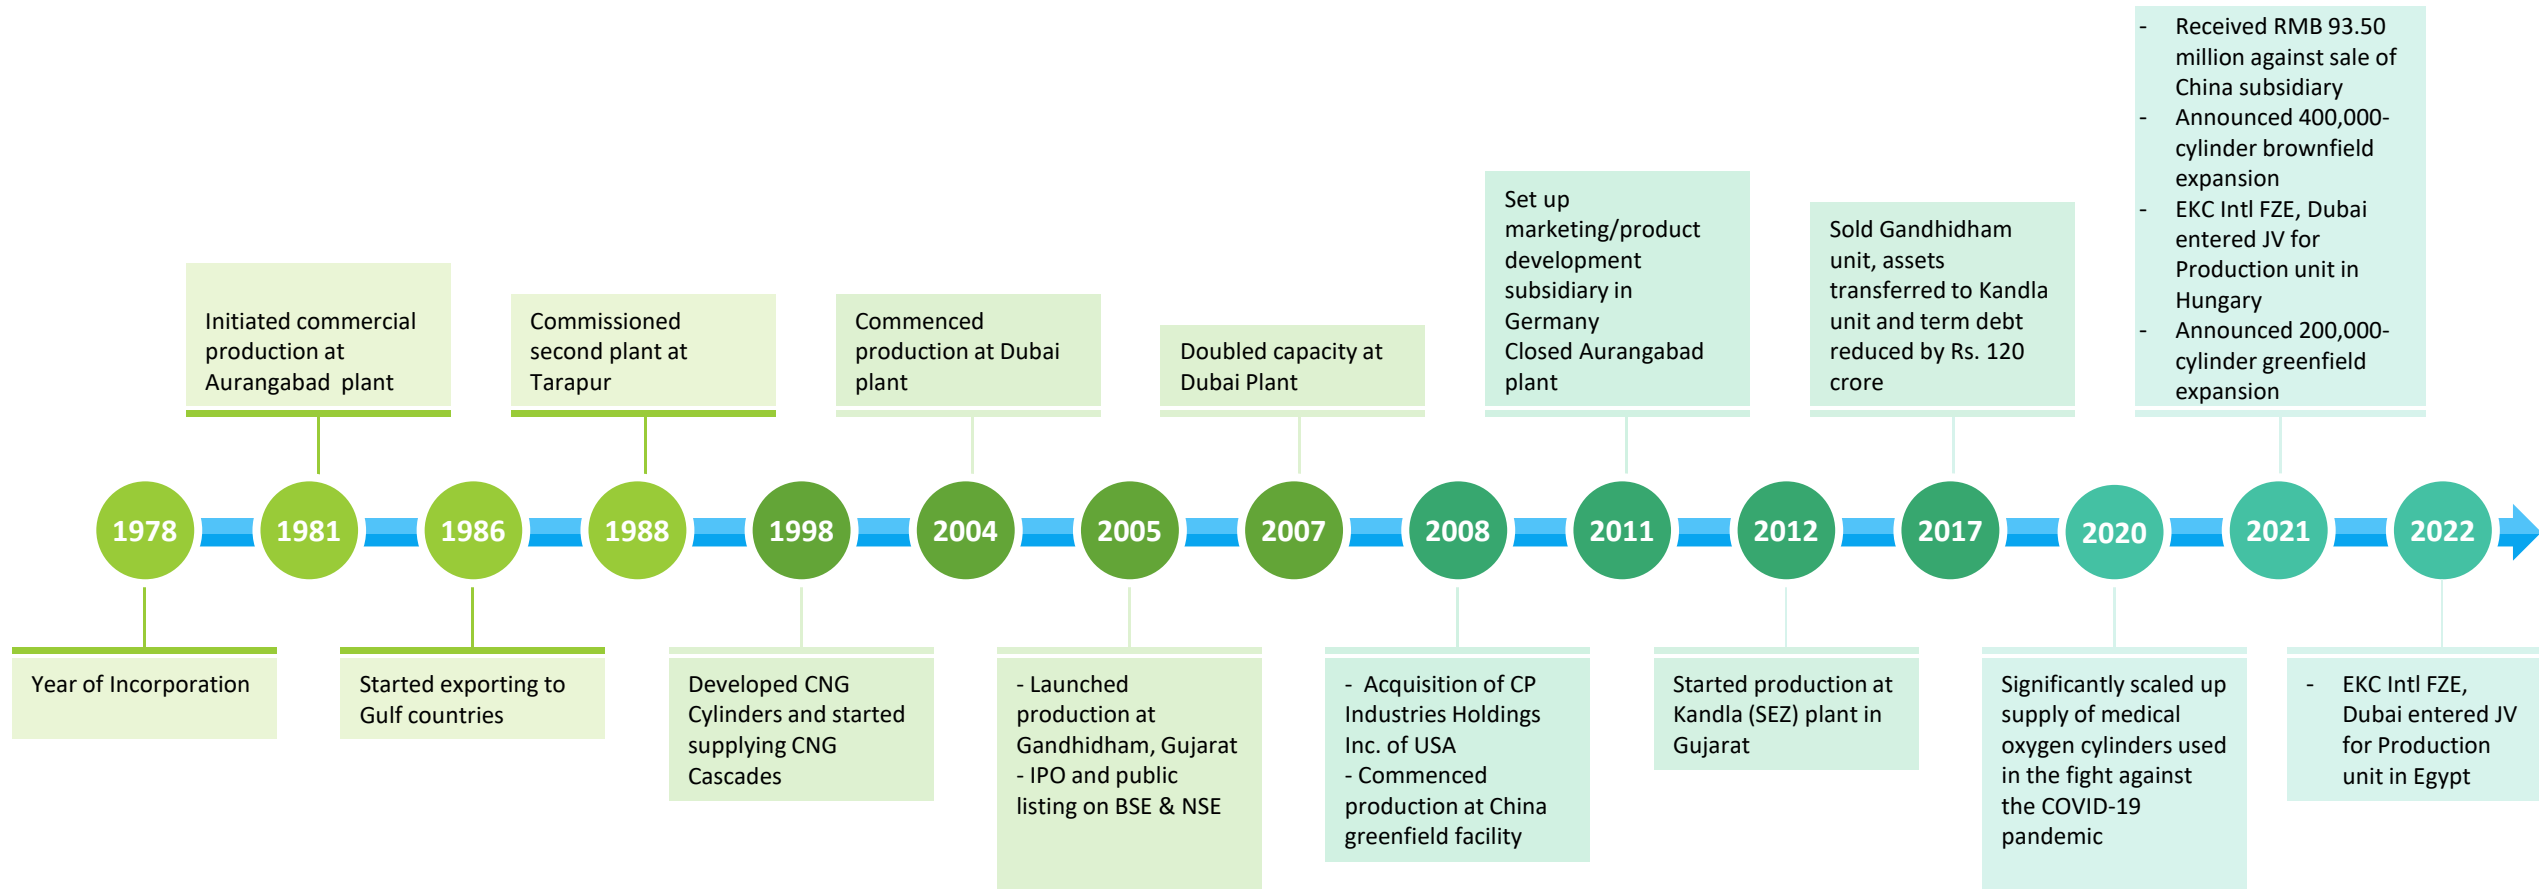 - Received RMB 93.50
million against sale of
China subsidiary
- Announced 400,000-
cylinder brownfield
expansion
- EKC Intl FZE, Dubai
entered JV for
Production unit in
Hungary
- Announced 200,000-
cylinder greenfield
expansion
Initiated commercial
production at
Aurangabad plant
Commissioned
second plant at
Tarapur
Commenced
production at Dubai
plant
Doubled capacity at
Dubai Plant
Set up
marketing/product
development
subsidiary in
Germany
Closed Aurangabad
plant
Sold Gandhidham
unit, assets
transferred to Kandla
unit and term debt
reduced by Rs. 120
crore
1978
1981
1986
1988
1998
2004
2005
2007
2008
2011
2012
2017
2020
2021
2022
Year of Incorporation
Started exporting to
Gulf countries
Developed CNG
Cylinders and started
supplying CNG
Cascades
- Launched
production at
Gandhidham, Gujarat
- IPO and public
listing on BSE & NSE
- Acquisition of CP
Industries Holdings
Inc. of USA
- Commenced
production at China
greenfield facility
Started production at
Kandla (SEZ) plant in
Gujarat
Significantly scaled up
supply of medical
oxygen cylinders used
in the fight against
the COVID-19
pandemic
- EKC Intl FZE,
Dubai entered JV
for Production
unit in Egypt